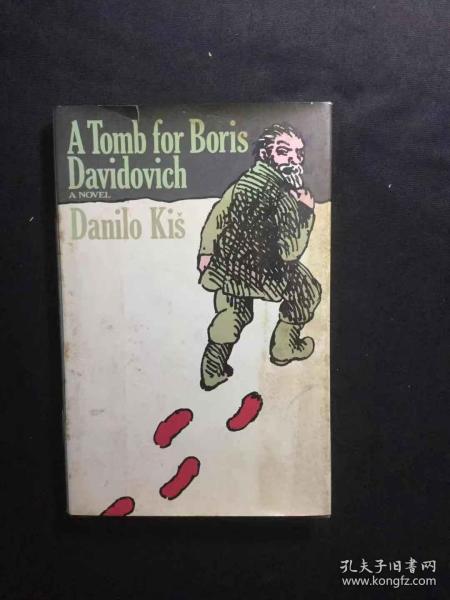 A Tomb for Boris
Davidovich
A NOVEL
Danilo Kiš
孔夫子旧书网
www.kongfz.com